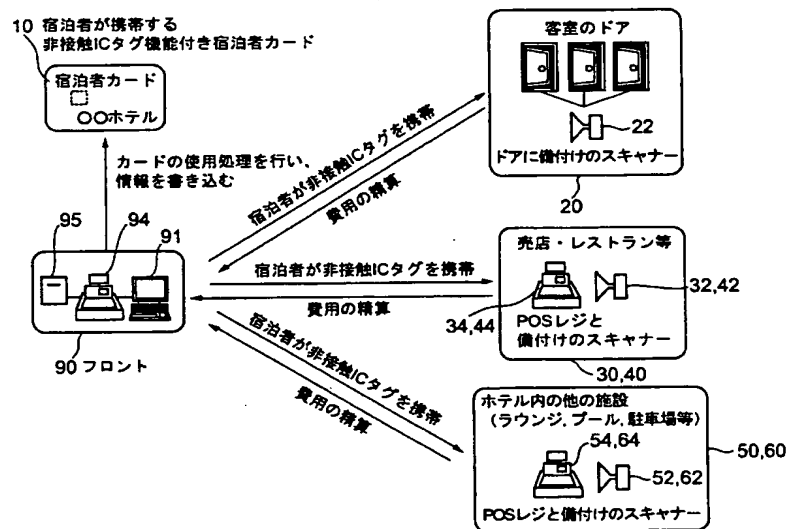 10 宿泊者が携帯する
非接触ICタグ機能付き宿泊者カード
宿泊者カード
○○ホテル
カードの使用処理を行い、
情報を書き込む
95
94
91
90 フロント
宿泊者が非接触ICタグを携帯
費用の精算
宿泊者が非接触ICタグを携帯
費用の精算
宿泊者が非接触ICタグを携帯
費用の精算
客室のドア
22
ドアに備付けのスキャナー
20
売店・レストラン等
32,42
34,44
POSレジと
備付けのスキャナー
30,40
ホテル内の他の施設
(ラウンジ,プール,駐車場等)
54,64
50,60
52,62
POSレジと備付けのスキャナー